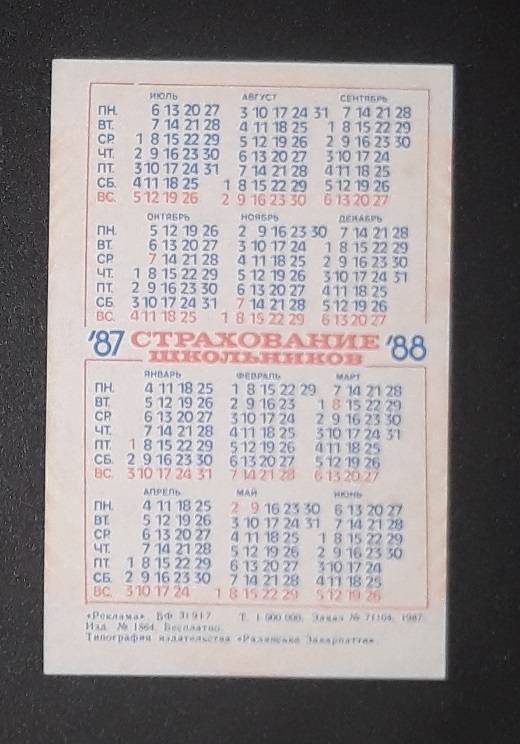 ИЮЛЬ АВГУСТ СЕНТЯБРЬ
ПН. 6 13 20 27 3 10 17 24 31 7 14 21 28
ВТ. 7 14 21 28 4 11 18 25 1 8 15 22 29
СР. 1 8 15 22 29 5 12 19 26 2 9 16 23 30
ЧТ. 2 9 16 23 30 6 13 20 27 3 10 17 24
ПТ. 3 10 17 24 31 7 14 21 28 4 11 18 25
СБ. 4 11 18 25 1 8 15 22 29 5 12 19 26
ВС. 5 12 19 26 2 9 16 23 30 6 13 20 27
ОКТЯБРЬ НОЯБРЬ ДЕКАБРЬ
ПН. 5 12 19 26 2 9 16 23 30 7 14 21 28
ВТ. 6 13 20 27 3 10 17 24 1 8 15 22 29
СР. 7 14 21 28 4 11 18 25 2 9 16 23 30
ЧТ. 1 8 15 22 29 5 12 19 26 3 10 17 24 31
ПТ. 2 9 16 23 30 6 13 20 27 4 11 18 25
СБ. 3 10 17 24 31 7 14 21 28 5 12 19 26
ВС. 4 11 18 25 1 8 15 22 29 6 13 20 27
'87 СТРАХОВАНИЕ '88
ШКОЛЬНИКОВ
ЯНВАРЬ ФЕВРАЛЬ МАРТ
ПН. 4 11 18 25 1 8 15 22 29 7 14 21 28
ВТ. 5 12 19 26 2 9 16 23 1 8 15 22 29
СР. 6 13 20 27 3 10 17 24 2 9 16 23 30
ЧТ. 7 14 21 28 4 11 18 25 3 10 17 24 31
ПТ. 1 8 15 22 29 5 12 19 26 4 11 18 25
СБ. 2 9 16 23 30 6 13 20 27 5 12 19 26
ВС. 3 10 17 24 31 7 14 21 28 6 13 20 27
АПРЕЛЬ МАЙ ИЮНЬ
ПН. 4 11 18 25 2 9 16 23 30 6 13 20 27
ВТ. 5 12 19 26 3 10 17 24 31 7 14 21 28
СР. 6 13 20 27 4 11 18 25 1 8 15 22 29
ЧТ. 7 14 21 28 5 12 19 26 2 9 16 23 30
ПТ. 1 8 15 22 29 6 13 20 27 3 10 17 24
СБ. 2 9 16 23 30 7 14 21 28 4 11 18 25
ВС. 3 10 17 24 1 8 15 22 29 5 12 19 26
«Реклама» БФ 31917 Т. 1 000 000. Заказ № 71104. 1987.
Изд. № 1864. Бесплатно.
Типография издательства «Радянське Закарпаття»